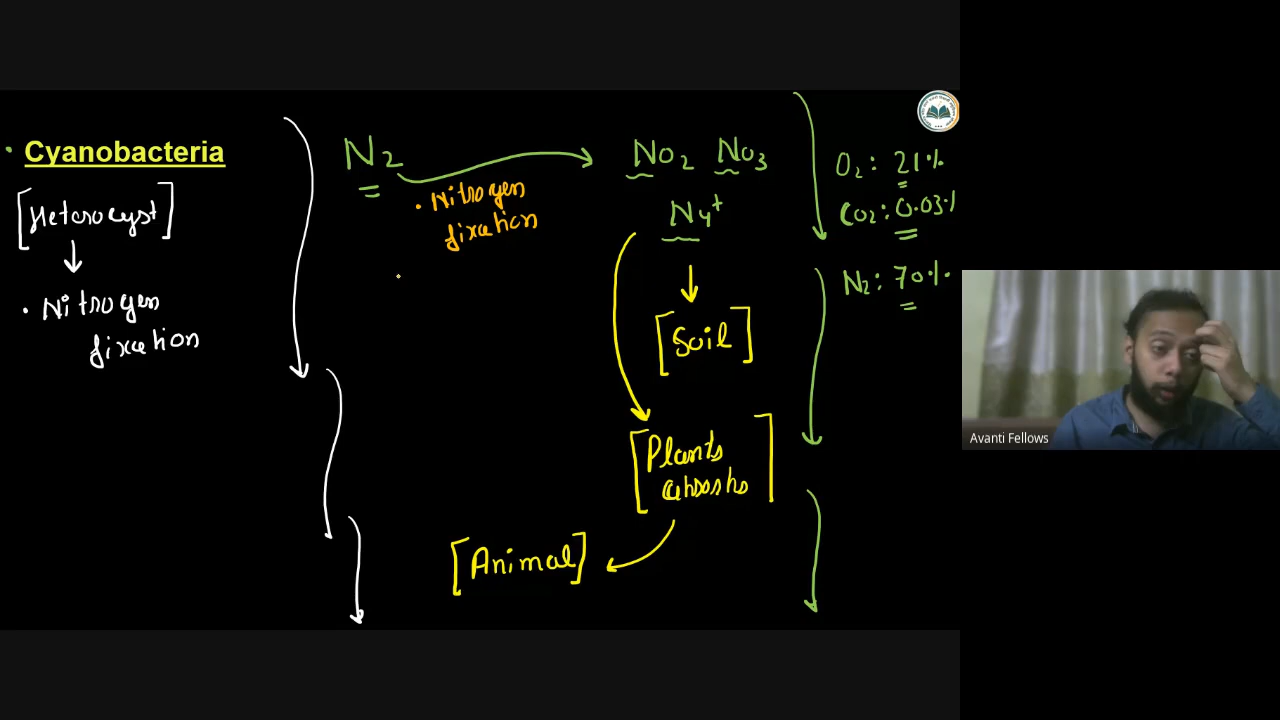 • Cyanobacteria
[Heterocyst]
• Nitrogen
fixation
N2
• Nitrogen
fixation
NO2 NO3
N4+
[Soil]
[Plants
absosbs]
[Animal]
O2: 21%
CO2: 0.03%
N2: 70%
Avanti Fellows